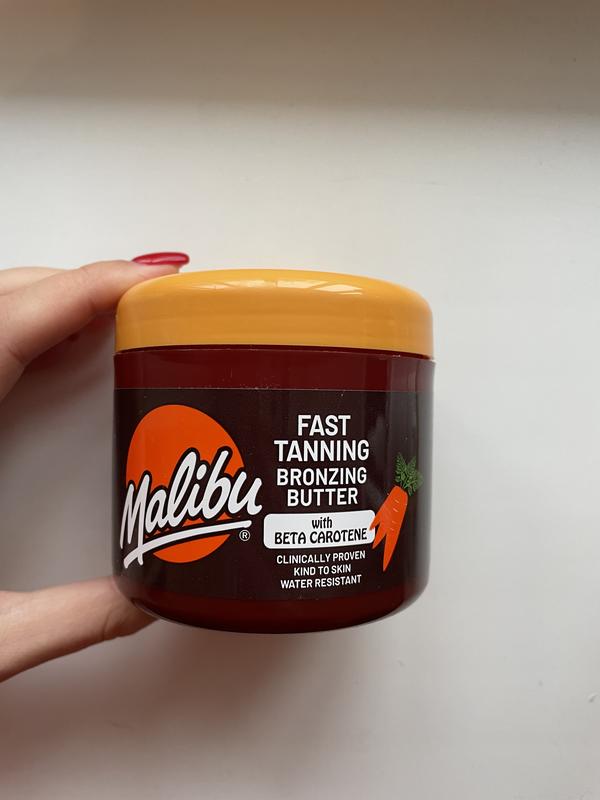 Malibu
®
FAST
TANNING
BRONZING
BUTTER
with
BETA CAROTENE
CLINICALLY PROVEN
KIND TO SKIN
WATER RESISTANT